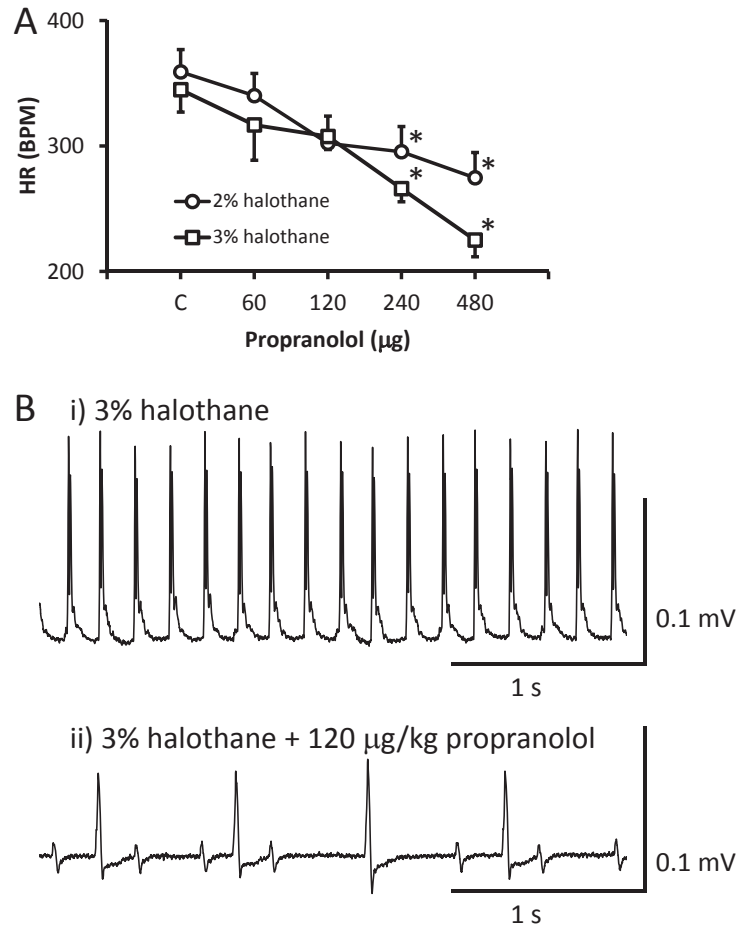 A
400
300
200
HR (BPM)
*
*
*
*
2% halothane
3% halothane
C 60 120 240 480
Propranolol (µg)
B i) 3% halothane
0.1 mV
1 s
ii) 3% halothane + 120 µg/kg propranolol
0.1 mV
1 s